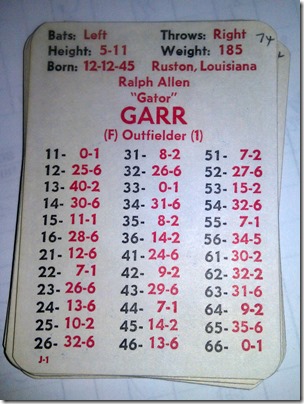 Bats: Left Throws: Right 74
Height: 5-11 Weight: 185
Born: 12-12-45 Ruston, Louisiana
Ralph Allen
"Gator"
GARR
(F) Outfielder (1)
11- 0-1 31- 8-2 51- 7-2
12- 25-6 32- 26-6 52- 27-6
13- 40-2 33- 0-1 53- 15-2
14- 30-6 34- 31-6 54- 32-6
15- 11-1 35- 8-2 55- 7-1
16- 28-6 36- 14-2 56- 34-5
21- 12-6 41- 24-6 61- 30-2
22- 7-1 42- 9-2 62- 32-2
23- 26-6 43- 29-6 63- 31-6
24- 13-6 44- 7-1 64- 9-2
25- 10-2 45- 14-2 65- 35-6
26- 32-6 46- 13-6 66- 0-1
J-1